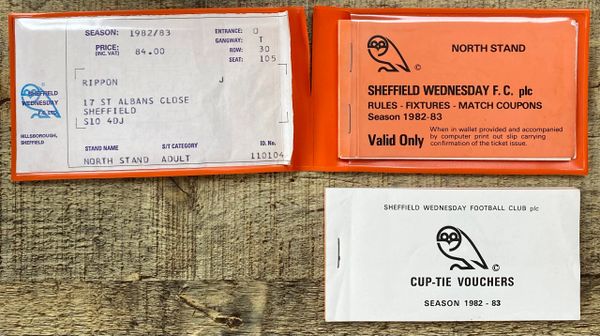 SEASON: 1982/83
PRICE: 84.00
(INC. VAT)
ENTRANCE: O
GANGWAY: T
ROW: 30
SEAT: 105
SHEFFIELD
WEDNESDAY
F.C. plc
HILLSBOROUGH,
SHEFFIELD
RIPPON J
17 ST ALBANS CLOSE
SHEFFIELD
S10 4DJ
STAND NAME S/T CATEGORY ID. No.
NORTH STAND ADULT 110104
NORTH STAND
©
SHEFFIELD WEDNESDAY F.C. plc
RULES - FIXTURES - MATCH COUPONS
Season 1982-83
Valid Only
When in wallet provided and accompanied
by computer print out slip carrying
confirmation of the ticket issue.
SHEFFIELD WEDNESDAY FOOTBALL CLUB plc
©
CUP-TIE VOUCHERS
SEASON 1982 - 83